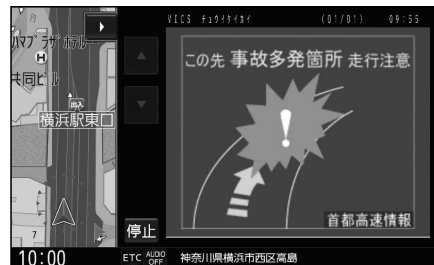 VICS チュウイケイカイ (01/01) 09:55
ハマプラザホテル
H
共同ビル
出入
横浜駅東口
7
この先 事故多発箇所 走行注意
!
首都高速情報
停止
10:00
ETC AUDIO OFF 神奈川県横浜市西区高島